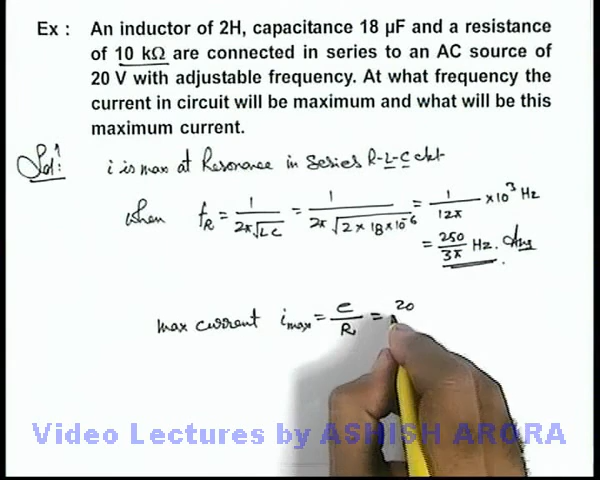 Ex : An inductor of 2H, capacitance 18 µF and a resistance
of 10 kΩ are connected in series to an AC source of
20 V with adjustable frequency. At what frequency the
current in circuit will be maximum and what will be this
maximum current.
Sol: i is max at Resonance in series R-L-C ckt
when f_R = 1/(2π√LC) = 1/(2π√(2×18×10⁻⁶)) = 1/(12π) ×10³ Hz
= 250/(3π) Hz. Ans
max current i_max = e/R = 20
Video Lectures by ASHISH ARORA